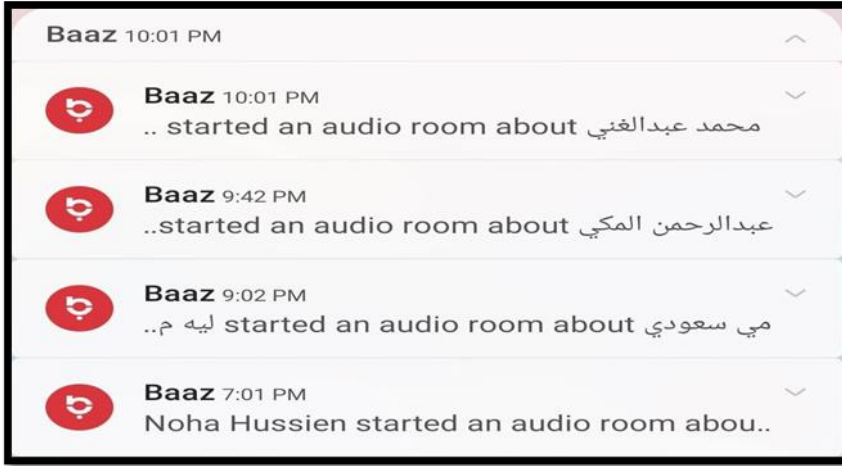 Baaz 10:01 PM
Baaz 10:01 PM
محمد عبدالغني started an audio room about ..
Baaz 9:42 PM
عبدالرحمن المكي started an audio room about..
Baaz 9:02 PM
مي سعودي started an audio room about ليه م..
Baaz 7:01 PM
Noha Hussien started an audio room abou..